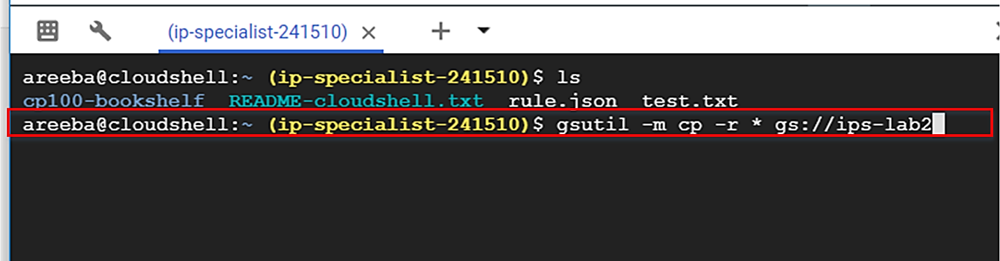 (ip-specialist-241510)
areeba@cloudshell:~ (ip-specialist-241510)$ ls
cp100-bookshelf README-cloudshell.txt rule.json test.txt
areeba@cloudshell:~ (ip-specialist-241510)$ gsutil -m cp -r * gs://ips-lab2